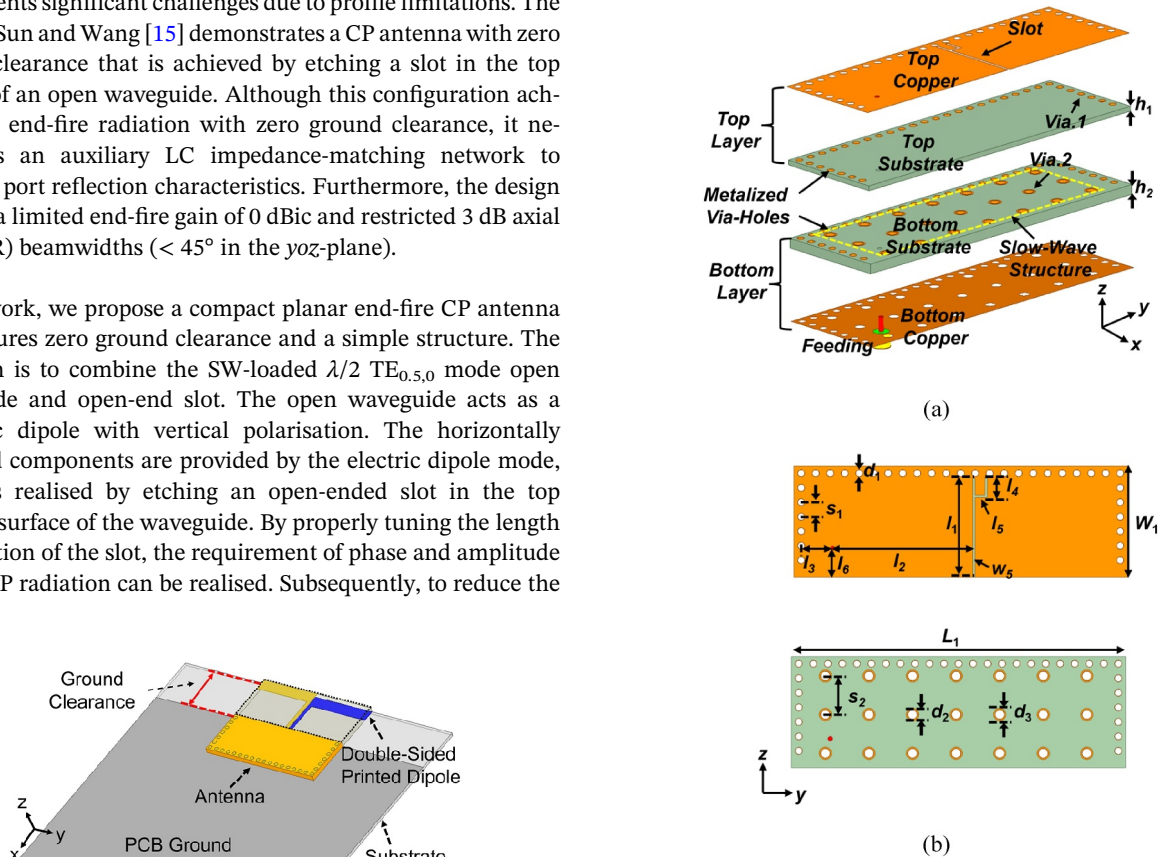 ents significant challenges due to profile limitations. The
Sun and Wang [15] demonstrates a CP antenna with zero
clearance that is achieved by etching a slot in the top
of an open waveguide. Although this configuration ach-
end-fire radiation with zero ground clearance, it ne-
s an auxiliary LC impedance-matching network to
port reflection characteristics. Furthermore, the design
a limited end-fire gain of 0 dBic and restricted 3 dB axial
R) beamwidths (< 45° in the yoz-plane).
ork, we propose a compact planar end-fire CP antenna
ures zero ground clearance and a simple structure. The
n is to combine the SW-loaded λ/2 TE0.5,0 mode open
de and open-end slot. The open waveguide acts as a
c dipole with vertical polarisation. The horizontally
d components are provided by the electric dipole mode,
s realised by etching an open-ended slot in the top
surface of the waveguide. By properly tuning the length
tion of the slot, the requirement of phase and amplitude
P radiation can be realised. Subsequently, to reduce the
Ground
Clearance
Double-Sided
Printed Dipole
Antenna
z
y
x
PCB Ground
Substrate
Slot
Top
Copper
h1
Top
Layer
Via.1
Top
Substrate
Via.2
h2
Metalized
Via-Holes
Bottom
Substrate
Slow-Wave
Structure
Bottom
Layer
z
y
x
Bottom
Copper
Feeding
(a)
d1
l4
s1
l1
l5
W1
l3
l6
l2
w5
L1
s2
d2
d3
z
y
(b)